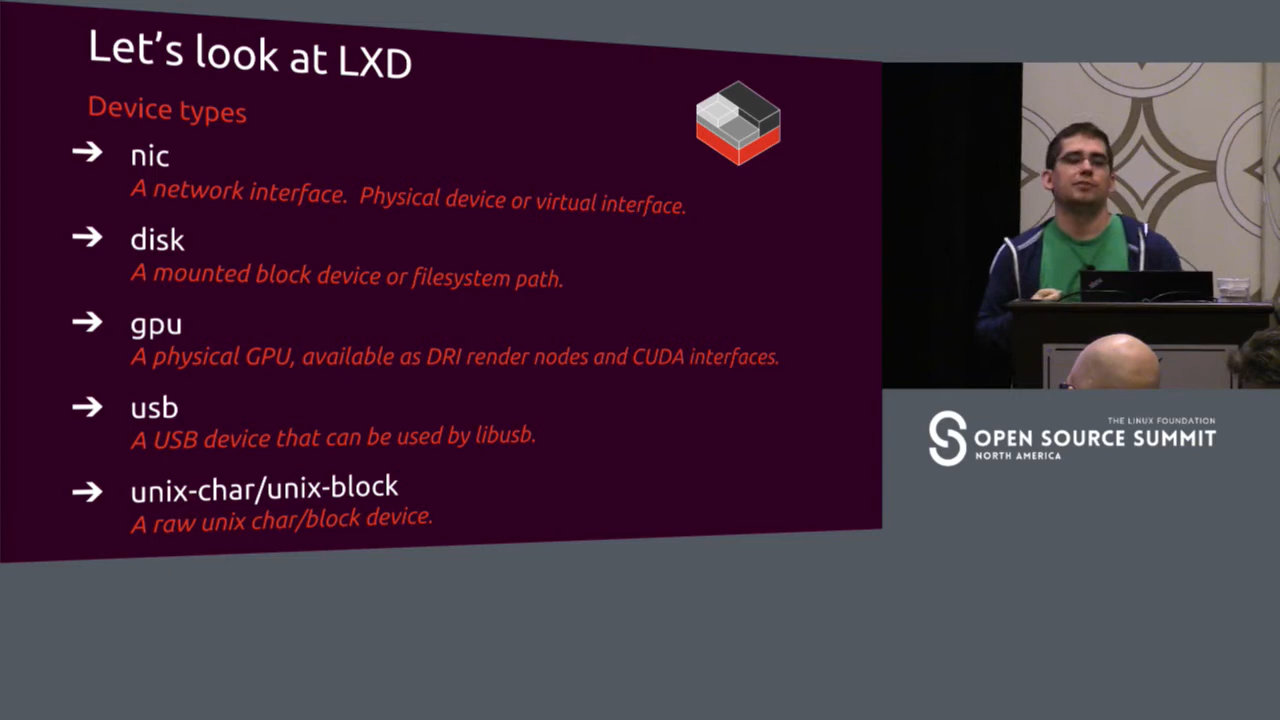 Let's look at LXD
Device types
➔ nic
A network interface. Physical device or virtual interface.
➔ disk
A mounted block device or filesystem path.
➔ gpu
A physical GPU, available as DRI render nodes and CUDA interfaces.
➔ usb
A USB device that can be used by libusb.
➔ unix-char/unix-block
A raw unix char/block device.
THE LINUX FOUNDATION
OPEN SOURCE SUMMIT
NORTH AMERICA